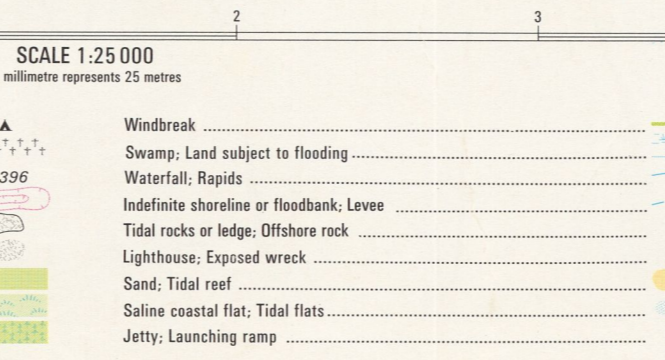 2 3
SCALE 1:25 000
millimetre represents 25 metres
Windbreak
Swamp; Land subject to flooding
396
Waterfall; Rapids
Indefinite shoreline or floodbank; Levee
Tidal rocks or ledge; Offshore rock
Lighthouse; Exposed wreck
Sand; Tidal reef
Saline coastal flat; Tidal flats
Jetty; Launching ramp